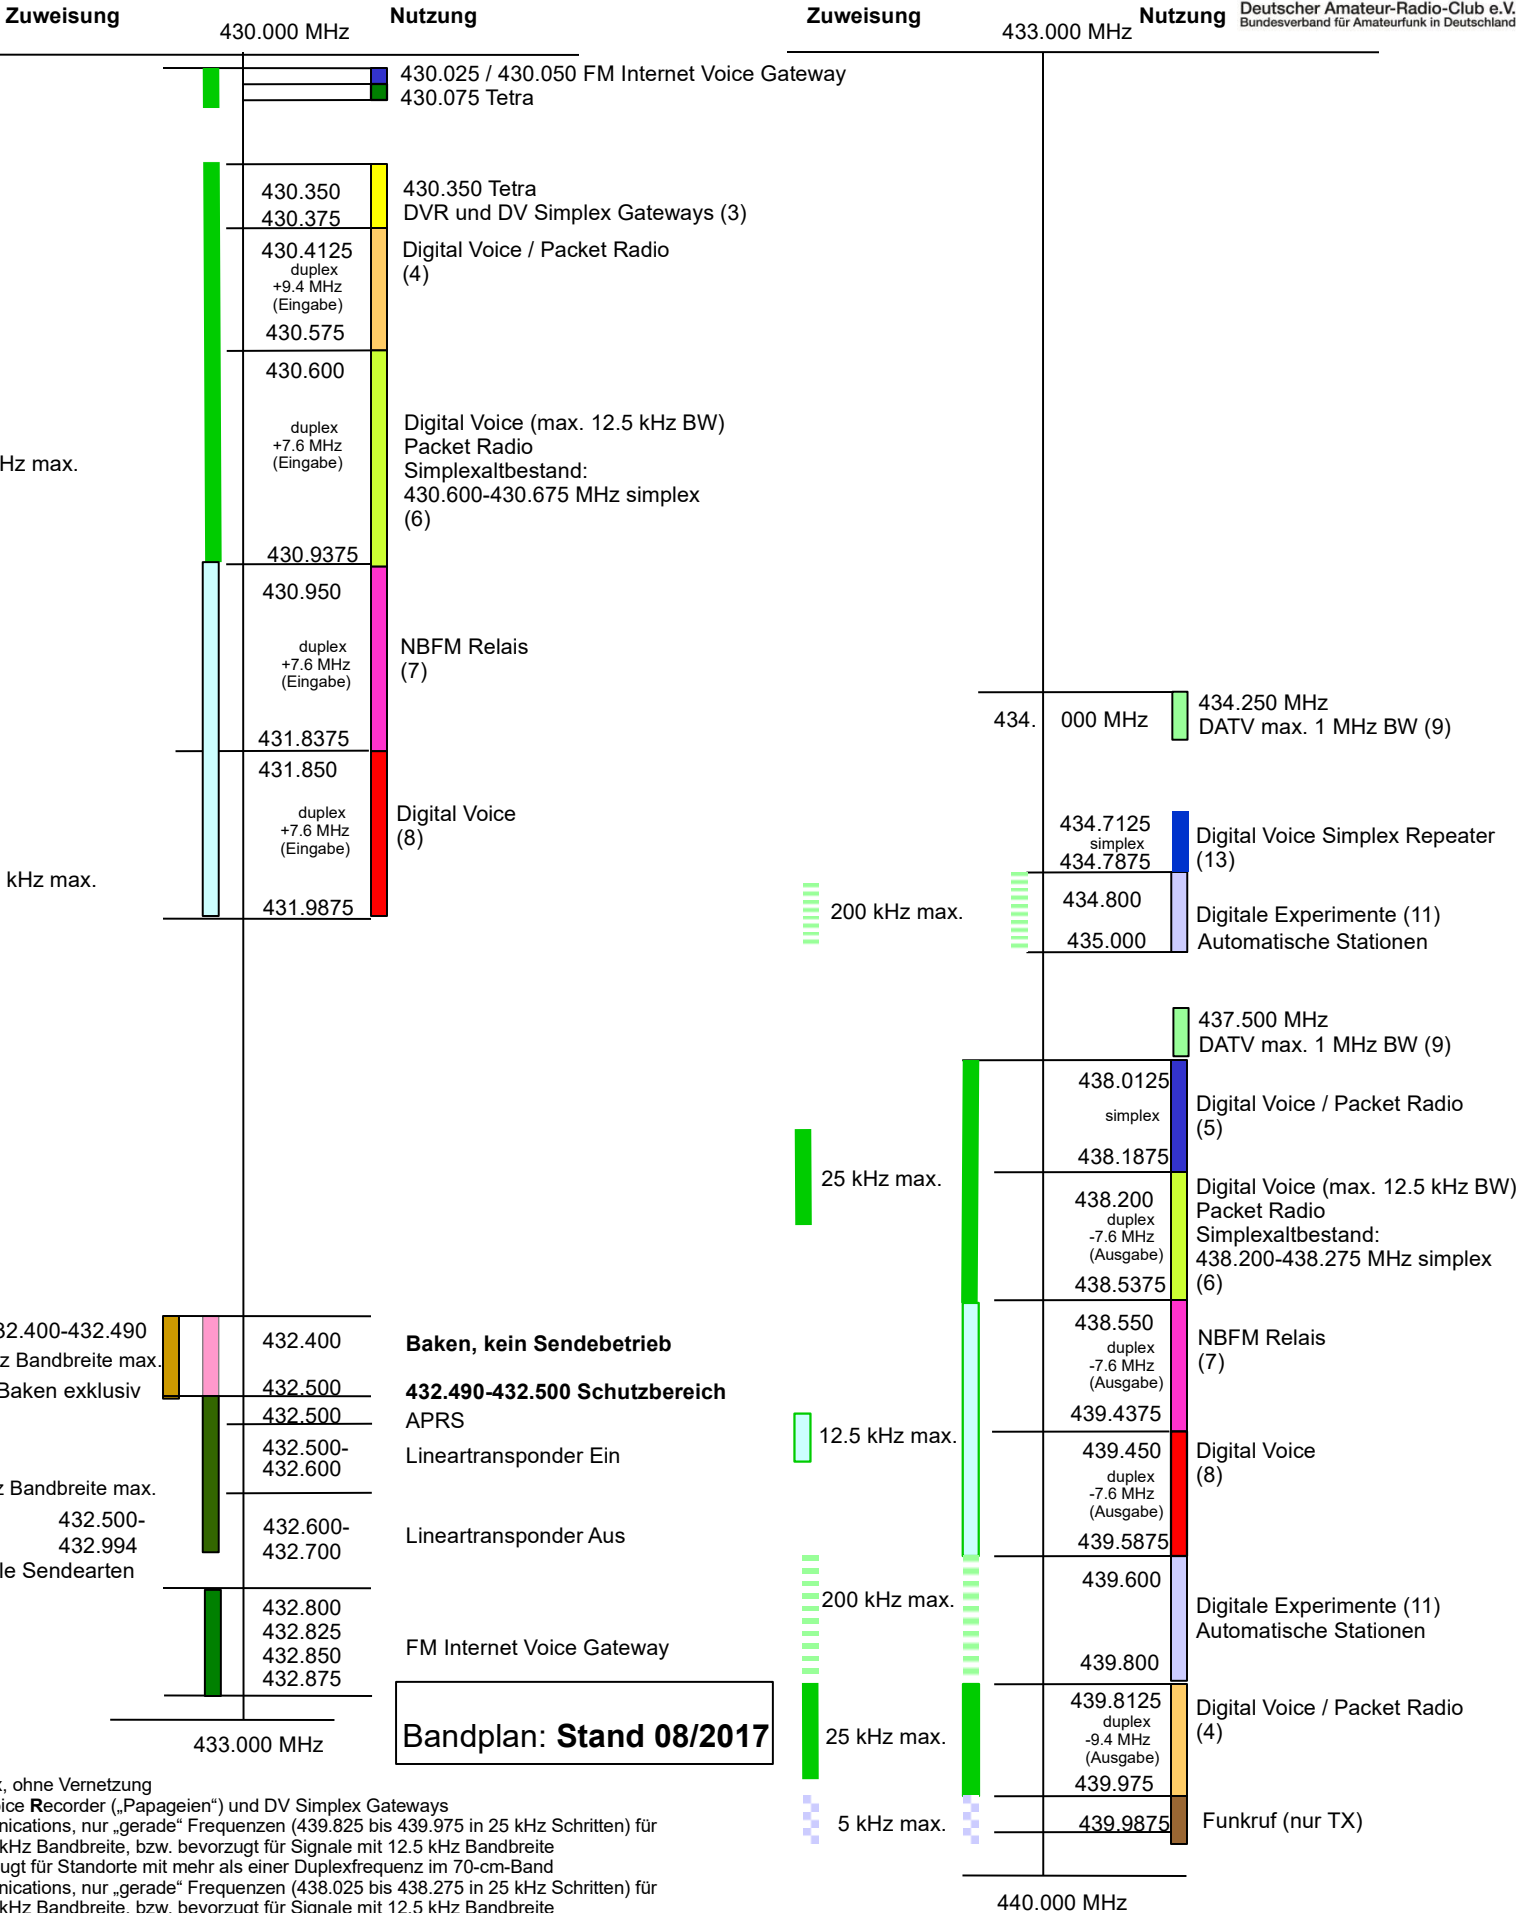 Zuweisung
430.000 MHz
Nutzung
430.025 / 430.050 FM Internet Voice Gateway
430.075 Tetra
430.350
430.375
430.350 Tetra
DVR und DV Simplex Gateways (3)
430.4125
duplex
+9.4 MHz
(Eingabe)
430.575
Digital Voice / Packet Radio
(4)
430.600
duplex
+7.6 MHz
(Eingabe)
430.9375
Digital Voice (max. 12.5 kHz BW)
Packet Radio
Simplexaltbestand:
430.600-430.675 MHz simplex
(6)
Hz max.
430.950
duplex
+7.6 MHz
(Eingabe)
431.8375
NBFM Relais
(7)
431.850
duplex
+7.6 MHz
(Eingabe)
431.9875
Digital Voice
(8)
kHz max.
32.400-432.490
z Bandbreite max.
Baken exklusiv
432.400
432.500
Baken, kein Sendebetrieb
432.490-432.500 Schutzbereich
432.500
APRS
432.500-
432.600
Lineartransponder Ein
z Bandbreite max.
432.500-
432.994
le Sendearten
432.600-
432.700
Lineartransponder Aus
432.800
432.825
432.850
432.875
FM Internet Voice Gateway
433.000 MHz
Bandplan: Stand 08/2017
x, ohne Vernetzung
oice Recorder („Papageien“) und DV Simplex Gateways
nications, nur „gerade“ Frequenzen (439.825 bis 439.975 in 25 kHz Schritten) für
kHz Bandbreite, bzw. bevorzugt für Signale mit 12.5 kHz Bandbreite
ugt für Standorte mit mehr als einer Duplexfrequenz im 70-cm-Band
nications, nur „gerade“ Frequenzen (438.025 bis 438.275 in 25 kHz Schritten) für
kHz Bandbreite, bzw. bevorzugt für Signale mit 12.5 kHz Bandbreite
Zuweisung
433.000 MHz
Nutzung
Deutscher Amateur-Radio-Club e.V.
Bundesverband für Amateurfunk in Deutschland
434. 000 MHz
434.250 MHz
DATV max. 1 MHz BW (9)
434.7125
simplex
434.7875
Digital Voice Simplex Repeater
(13)
200 kHz max.
434.800
435.000
Digitale Experimente (11)
Automatische Stationen
437.500 MHz
DATV max. 1 MHz BW (9)
438.0125
simplex
438.1875
Digital Voice / Packet Radio
(5)
25 kHz max.
438.200
duplex
-7.6 MHz
(Ausgabe)
438.5375
Digital Voice (max. 12.5 kHz BW)
Packet Radio
Simplexaltbestand:
438.200-438.275 MHz simplex
(6)
438.550
duplex
-7.6 MHz
(Ausgabe)
439.4375
NBFM Relais
(7)
12.5 kHz max.
439.450
duplex
-7.6 MHz
(Ausgabe)
439.5875
Digital Voice
(8)
200 kHz max.
439.600
439.800
Digitale Experimente (11)
Automatische Stationen
25 kHz max.
439.8125
duplex
-9.4 MHz
(Ausgabe)
439.975
Digital Voice / Packet Radio
(4)
5 kHz max.
439.9875
Funkruf (nur TX)
440.000 MHz